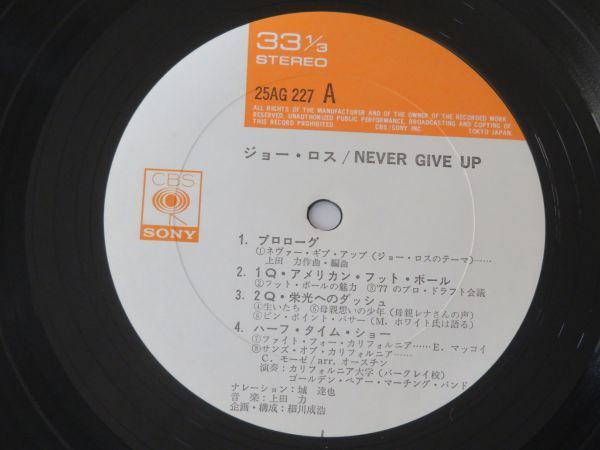 33 1/3
STEREO
25AG 227 A
ALL RIGHTS OF THE MANUFACTURER AND OF THE OWNER OF THE RECORDED WORK
RESERVED. UNAUTHORIZED PUBLIC PERFORMANCE, BROADCASTING AND COPYING OF
THIS RECORD PROHIBITED. CBS/SONY INC. TOKYO JAPAN
ジョー・ロス / NEVER GIVE UP
CBS
SONY
1. プロローグ
①ネヴァー・ギブ・アップ (ジョー・ロスのテーマ)……
上田 力作曲・編曲
2. 1Q・アメリカン・フット・ボール
②フット・ボールの魅力 ③'77のプロ・ドラフト会議
3. 2Q・栄光へのダッシュ
④生いたち ⑤母親想いの少年 (母親レナさんの声)
⑥ピン・ポイント・パサー (M. ホワイト氏は語る)
4. ハーフ・タイム・ショー
⑦ファイト・フォー・カリフォルニア……E. マッコイ
⑧サンズ・オブ・カリフォルニア……
C. モーゼ/arr. オースチン
演奏：カリフォルニア大学 (バークレイ校)
ゴールデン・ベアー・マーチング・バンド
ナレーション：城 達也
音 楽：上田 力
企画・構成：細川成浩